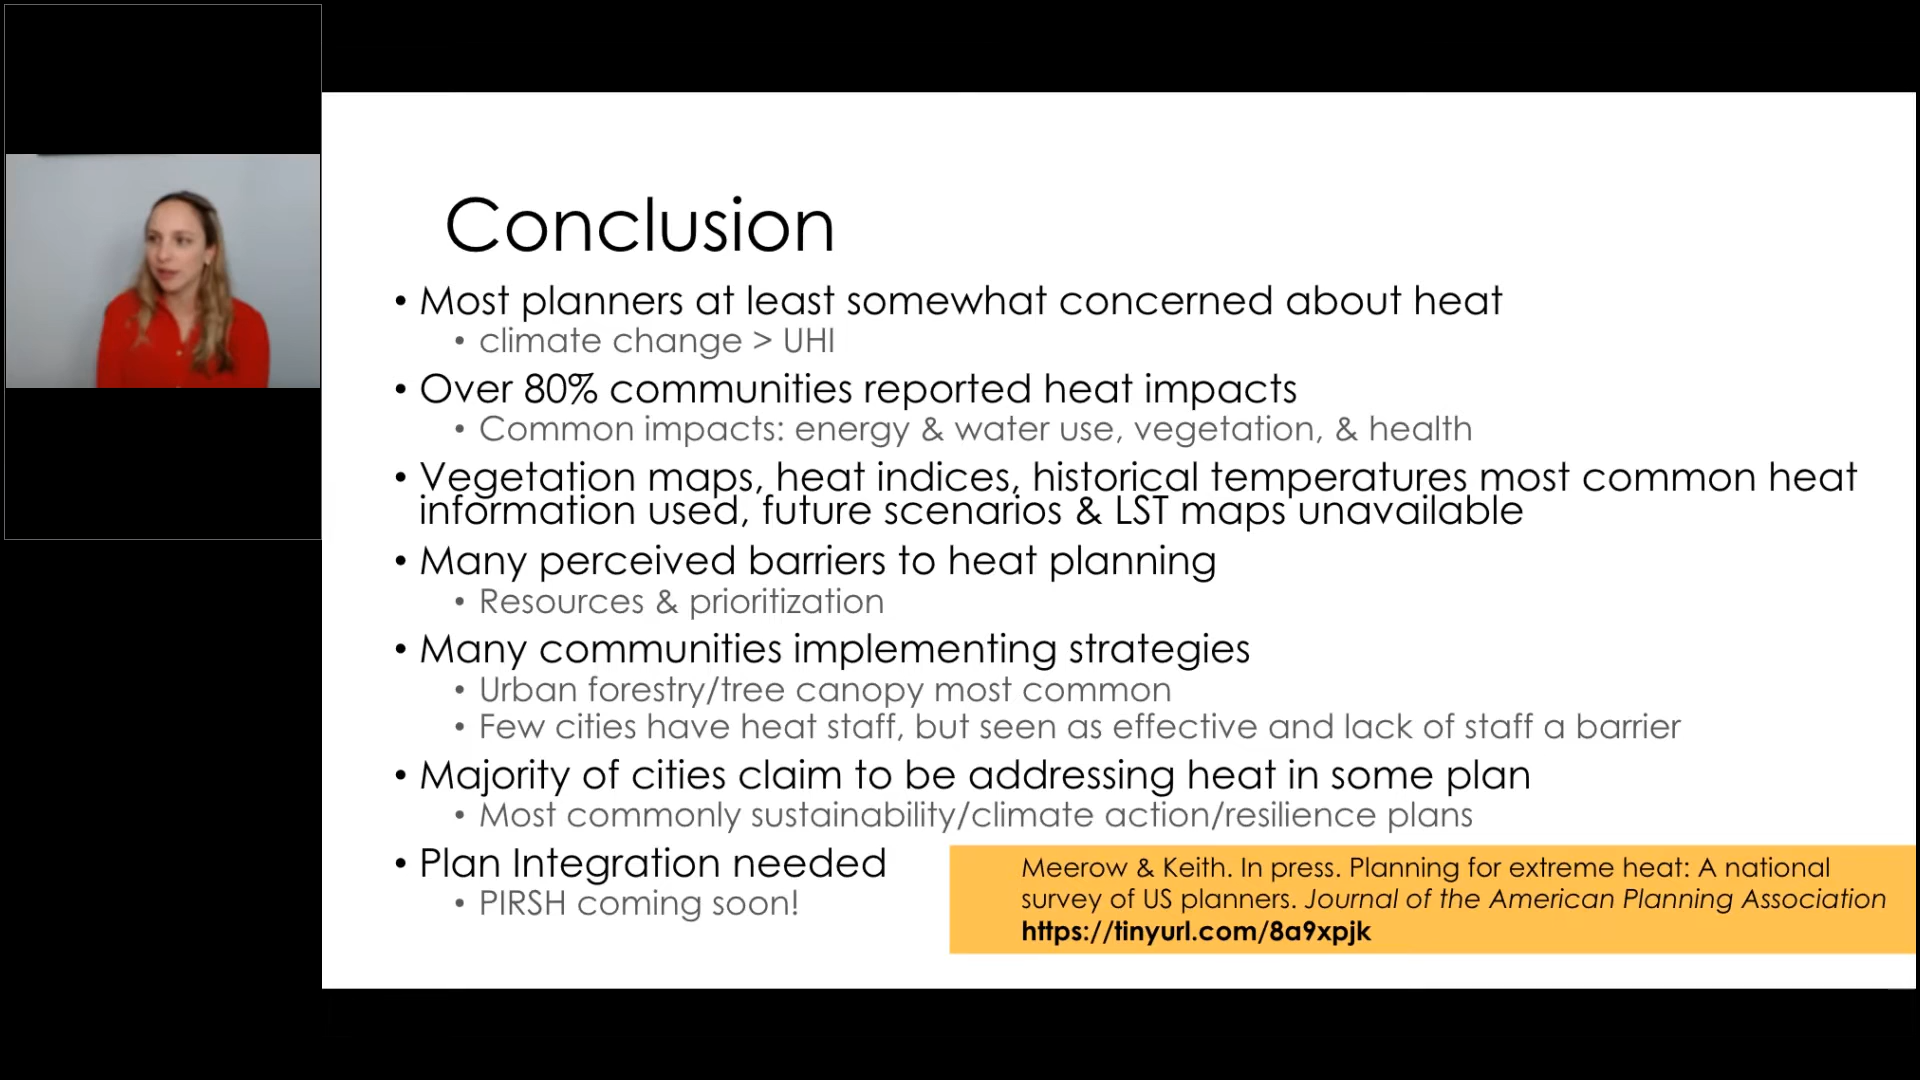 Conclusion
• Most planners at least somewhat concerned about heat
• climate change > UHI
• Over 80% communities reported heat impacts
• Common impacts: energy & water use, vegetation, & health
• Vegetation maps, heat indices, historical temperatures most common heat
information used, future scenarios & LST maps unavailable
• Many perceived barriers to heat planning
• Resources & prioritization
• Many communities implementing strategies
• Urban forestry/tree canopy most common
• Few cities have heat staff, but seen as effective and lack of staff a barrier
• Majority of cities claim to be addressing heat in some plan
• Most commonly sustainability/climate action/resilience plans
• Plan Integration needed
• PIRSH coming soon!
Meerow & Keith. In press. Planning for extreme heat: A national
survey of US planners. Journal of the American Planning Association
https://tinyurl.com/8a9xpjk